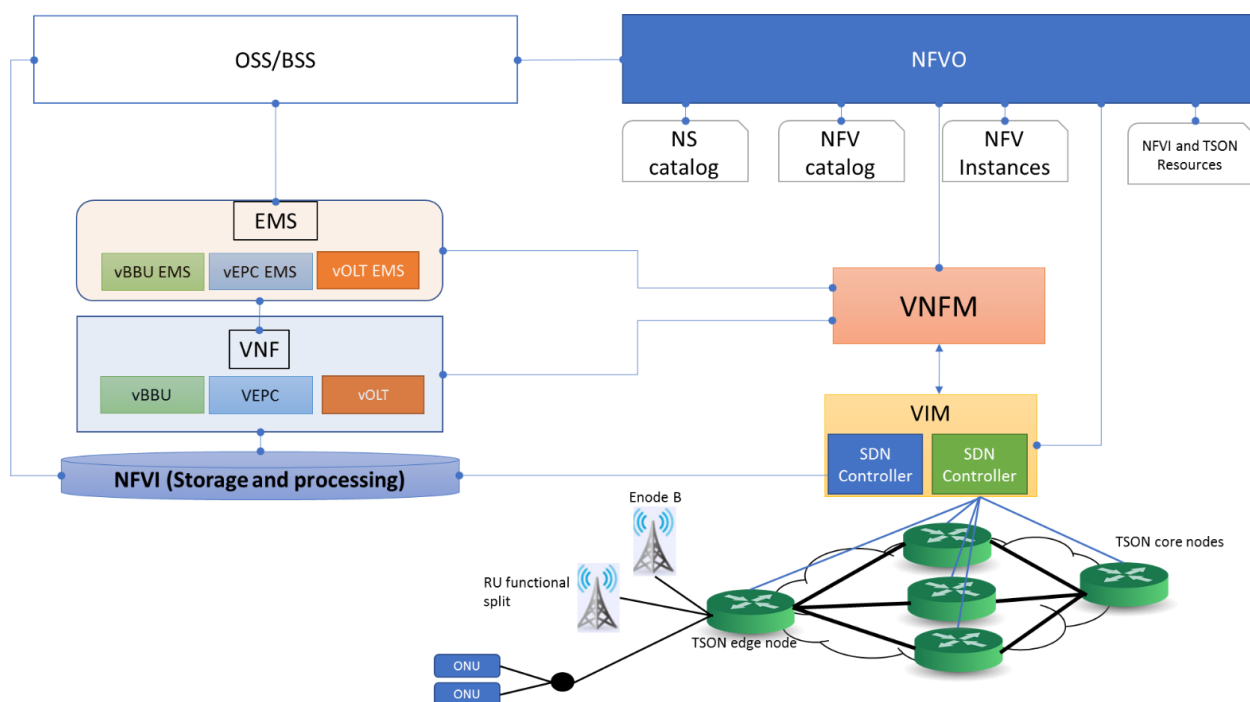 OSS/BSS
NFVO
NS
catalog
NFV
catalog
NFV
Instances
NFVI and TSON
Resources
EMS
vBBU EMS
vEPC EMS
vOLT EMS
VNFM
VNF
vBBU
VEPC
vOLT
VIM
SDN
Controller
SDN
Controller
NFVI (Storage and processing)
Enode B
RU functional
split
TSON core nodes
TSON edge node
ONU
ONU